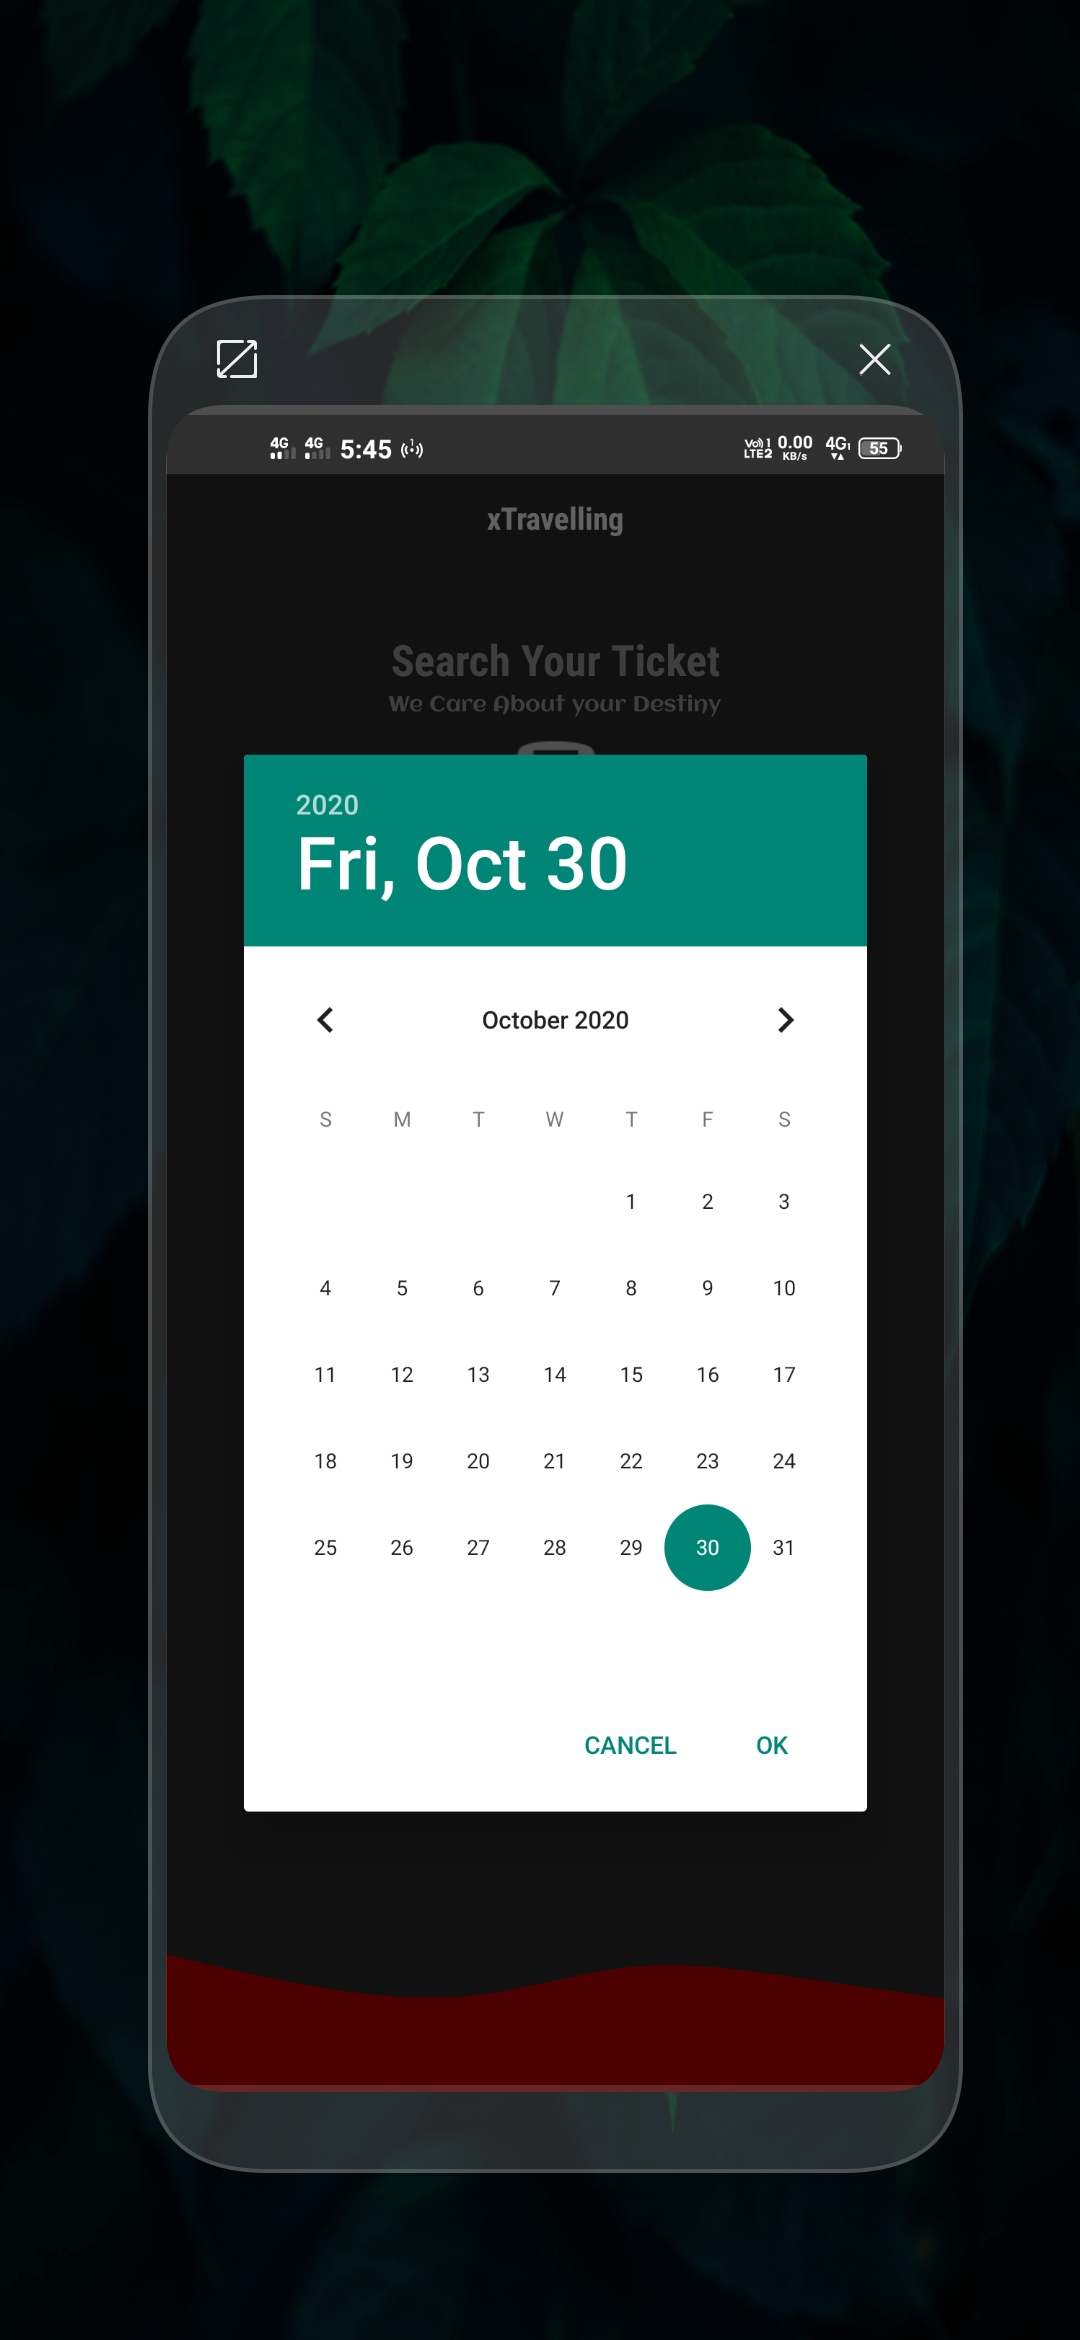 4G 4G 5:45 1 Vo)) 1 LTE2 0.00 KB/s 4G1 55
xTravelling
Search Your Ticket
We Care About your Destiny
2020
Fri, Oct 30
October 2020
S M T W T F S
1 2 3
4 5 6 7 8 9 10
11 12 13 14 15 16 17
18 19 20 21 22 23 24
25 26 27 28 29 30 31
CANCEL OK